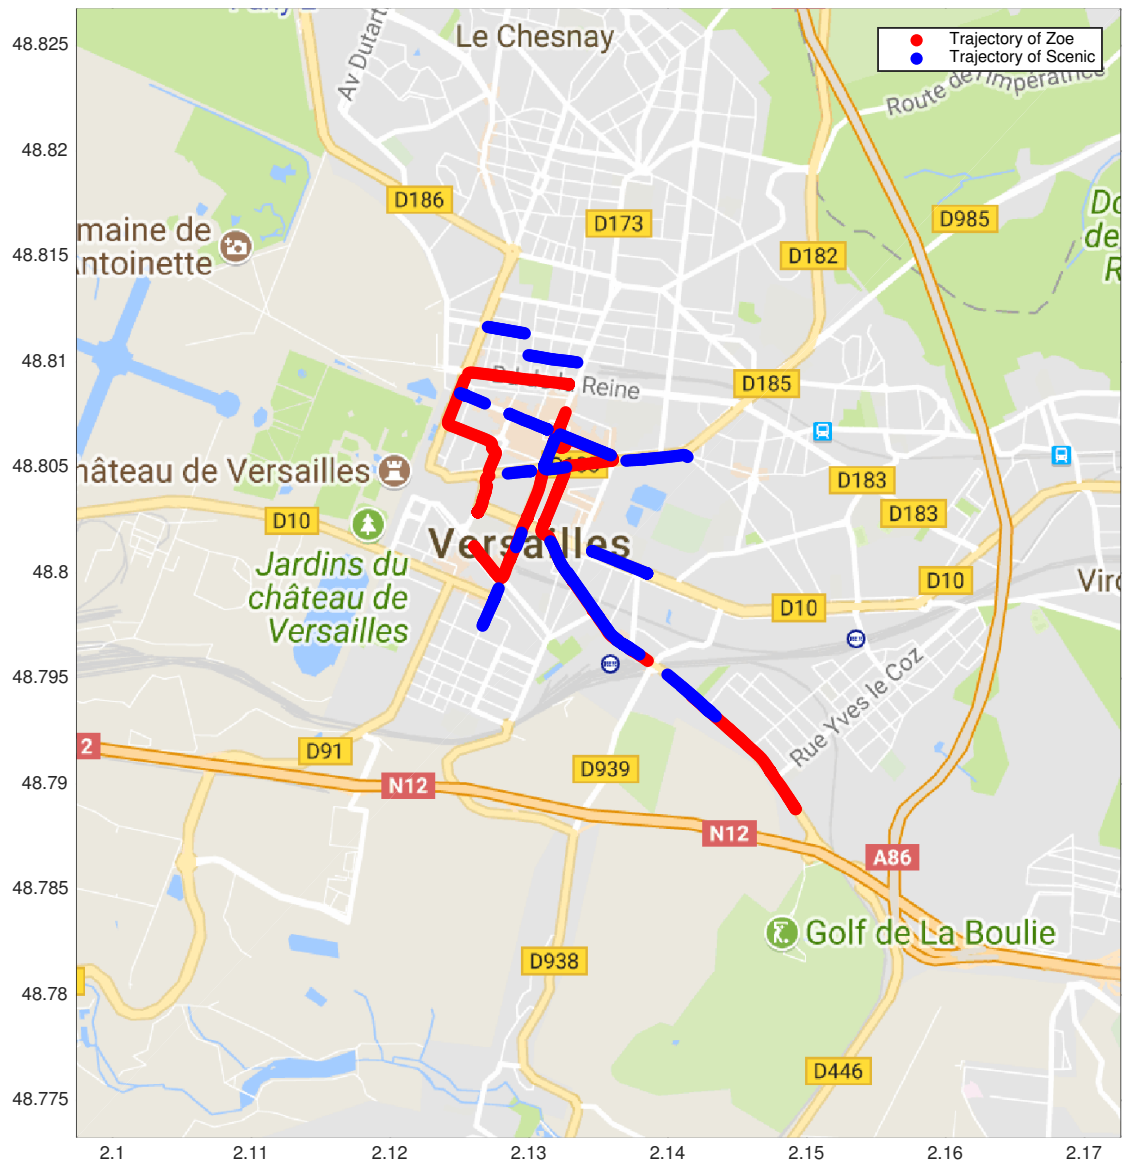 48.825
48.82
48.815
48.81
48.805
48.8
48.795
48.79
48.785
48.78
48.775
2.1
2.11
2.12
2.13
2.14
2.15
2.16
2.17
Trajectory of Zoe
Trajectory of Scenic
Le Chesnay
Av Dutart
Route de l'Impératrice
D186
D173
D985
maine de
Antoinette
D182
Do
de
R
D185
Reine
hâteau de Versailles
D183
D183
D10
Versailles
Jardins du
château de
Versailles
D10
D10
Viro
Rue Yves le Coz
2
D91
D939
N12
N12
A86
Golf de La Boulie
D938
D446